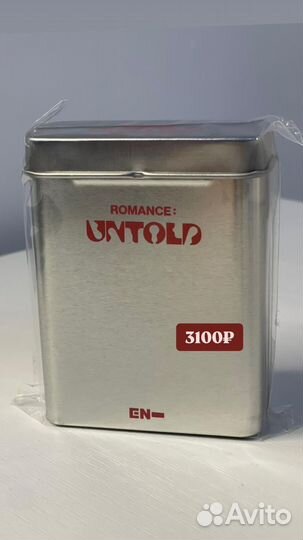 ROMANCE:
UNTOLD
3100₽
EN-
Avito